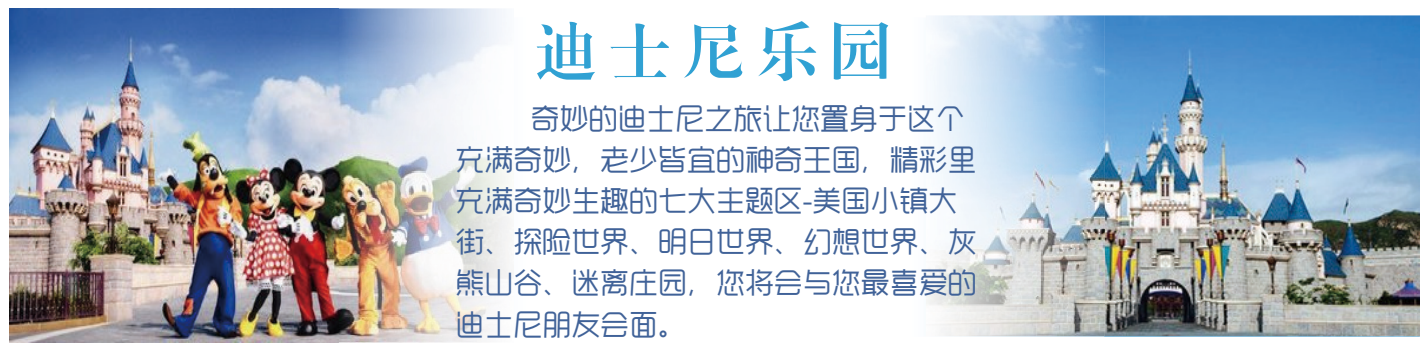 迪士尼乐园
奇妙的迪士尼之旅让您置身于这个
充满奇妙，老少皆宜的神奇王国，精彩里
充满奇妙生趣的七大主题区-美国小镇大
街、探险世界、明日世界、幻想世界、灰
熊山谷、迷离庄园，您将会与您最喜爱的
迪士尼朋友会面。